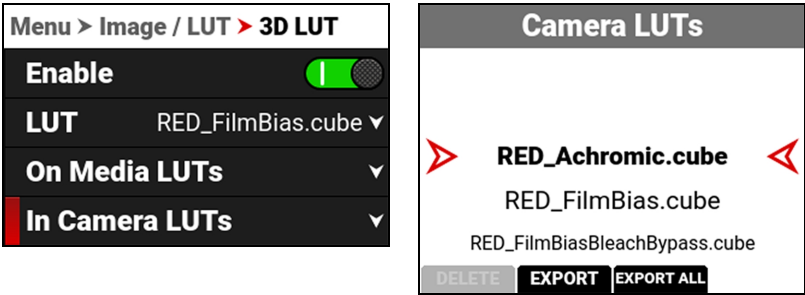 Menu > Image / LUT > 3D LUT
Enable
LUT RED_FilmBias.cube
On Media LUTs
In Camera LUTs
Camera LUTs
RED_Achromic.cube
RED_FilmBias.cube
RED_FilmBiasBleachBypass.cube
DELETE EXPORT EXPORT ALL